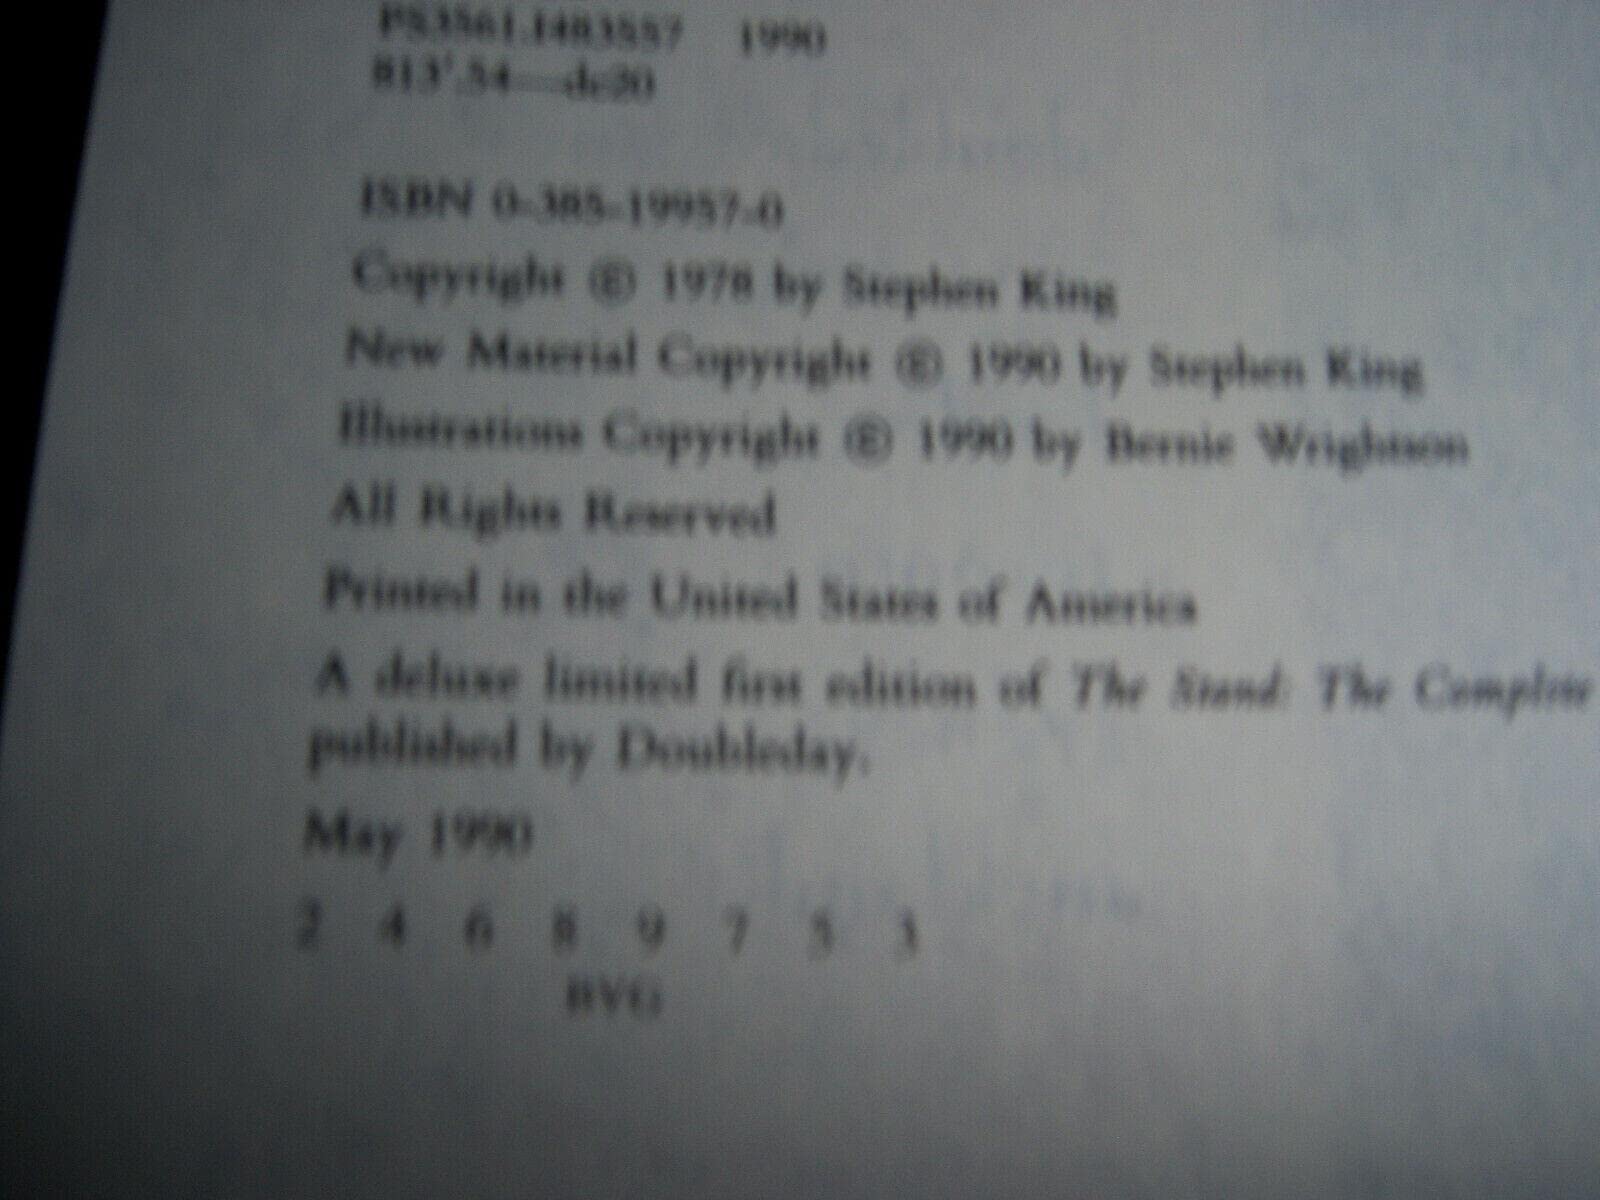 PS3561.I483S57 1990
813'.54—dc20
ISBN 0-385-19957-0
Copyright © 1978 by Stephen King
New Material Copyright © 1990 by Stephen King
Illustrations Copyright © 1990 by Bernie Wrightson
All Rights Reserved
Printed in the United States of America
A deluxe limited first edition of The Stand: The Complete
published by Doubleday.
May 1990
2 4 6 8 9 7 5 3
BVG